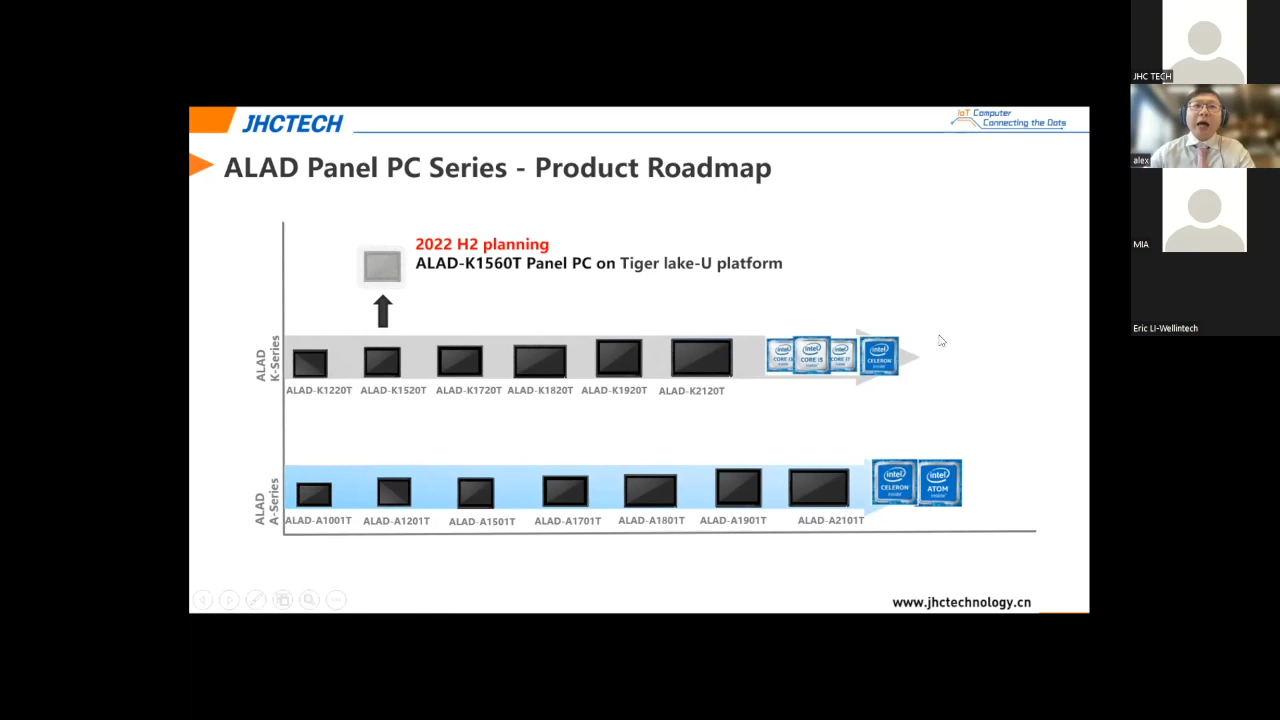 JHCTECH
IoT Computer
Connecting the Dots
ALAD Panel PC Series - Product Roadmap
2022 H2 planning
ALAD-K1560T Panel PC on Tiger lake-U platform
ALAD
K-Series
intel
CORE i3
inside
intel
CORE i5
inside
intel
CORE i7
inside
intel
CELERON
inside
ALAD-K1220T ALAD-K1520T ALAD-K1720T ALAD-K1820T ALAD-K1920T ALAD-K2120T
ALAD
A-Series
intel
CELERON
inside
intel
ATOM
inside
ALAD-A1001T ALAD-A1201T ALAD-A1501T ALAD-A1701T ALAD-A1801T ALAD-A1901T ALAD-A2101T
www.jhctechnology.cn
JHC TECH
alex
MIA
Eric LI-Wellintech